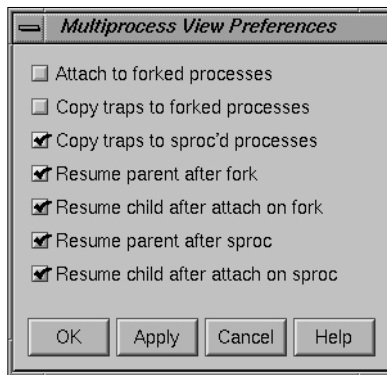 Multiprocess View Preferences
Attach to forked processes
Copy traps to forked processes
Copy traps to sproc'd processes
Resume parent after fork
Resume child after attach on fork
Resume parent after sproc
Resume child after attach on sproc
OK Apply Cancel Help